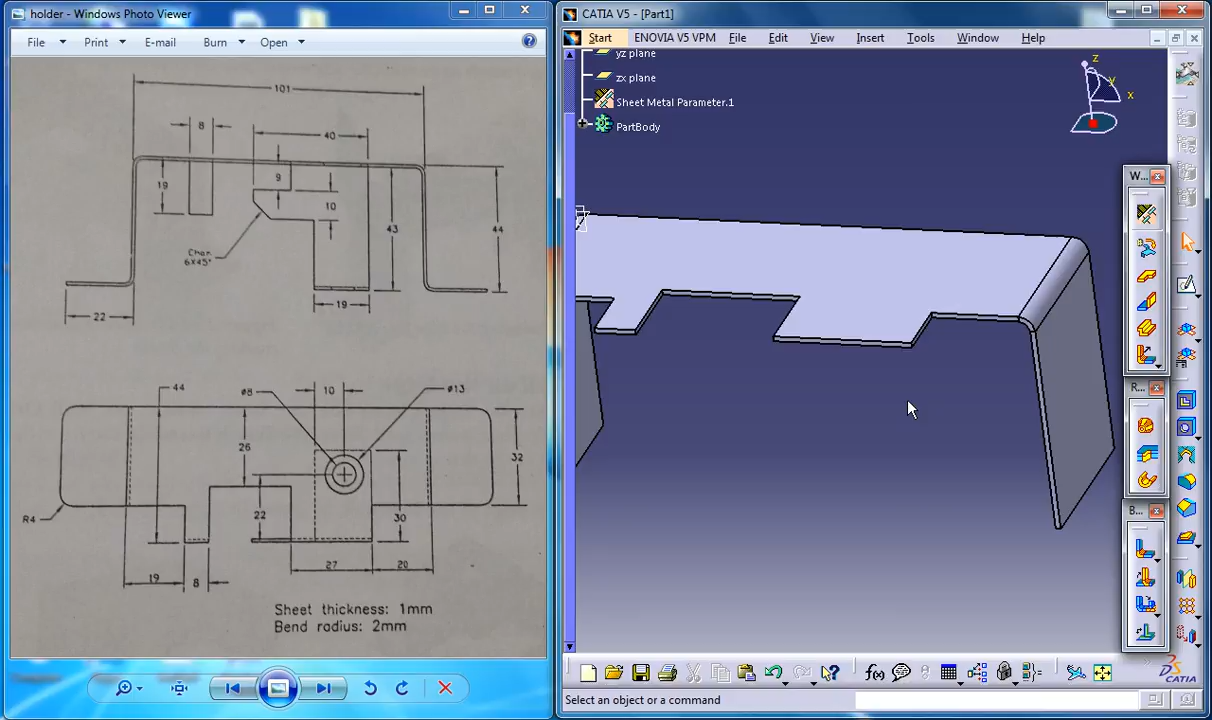 holder - Windows Photo Viewer
File
Print
E-mail
Burn
Open
101
8
40
19
9
10
43
44
Chan.
6X45°
22
19
44
ø8
10
ø13
26
32
22
30
R4
19
8
27
20
Sheet thickness: 1mm
Bend radius: 2mm
CATIA V5 - [Part1]
Start
ENOVIA V5 VPM
File
Edit
View
Insert
Tools
Window
Help
yz plane
zx plane
Sheet Metal Parameter.1
PartBody
z
y
x
W...
R...
B...
f(x)
CATIA
Select an object or a command